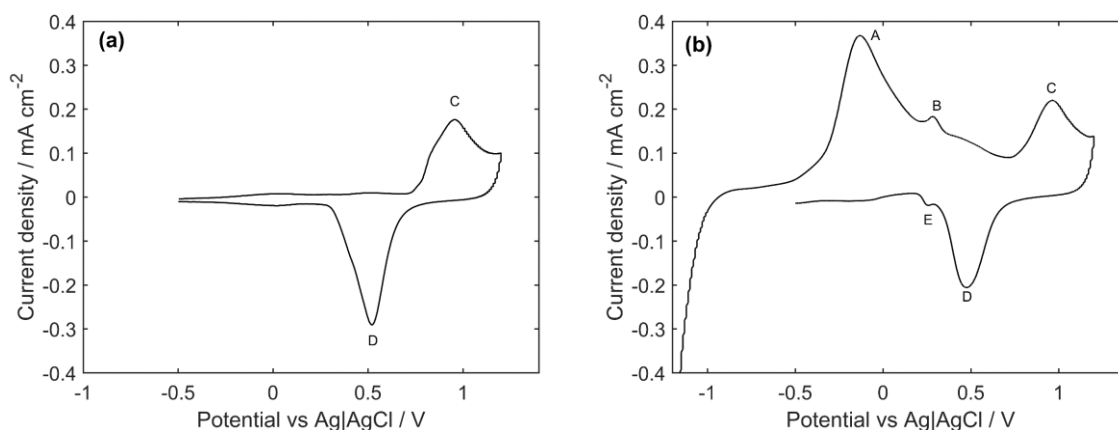 (a)
C
D
0.4
0.3
0.2
0.1
0
-0.1
-0.2
-0.3
-0.4
-1
-0.5
0
0.5
1
Current density / mA cm-2
Potential vs Ag|AgCl / V
(b)
A
B
C
E
D
0.4
0.3
0.2
0.1
0
-0.1
-0.2
-0.3
-0.4
-1
-0.5
0
0.5
1
Current density / mA cm-2
Potential vs Ag|AgCl / V